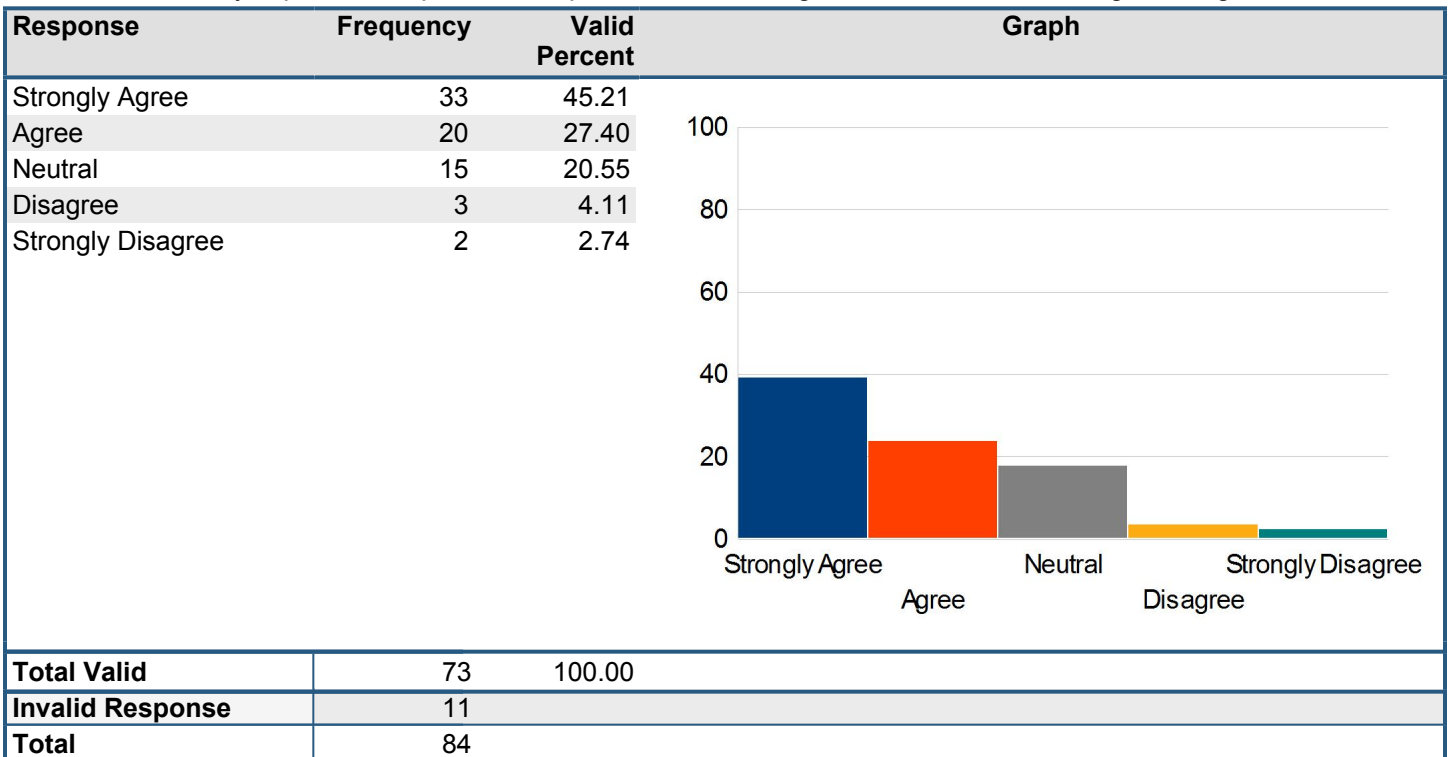 Response Frequency Valid Percent Graph
Strongly Agree 33 45.21
Agree 20 27.40
Neutral 15 20.55
Disagree 3 4.11
Strongly Disagree 2 2.74
100
80
60
40
20
0
Strongly Agree Neutral Strongly Disagree
Agree Disagree
Total Valid 73 100.00
Invalid Response 11
Total 84